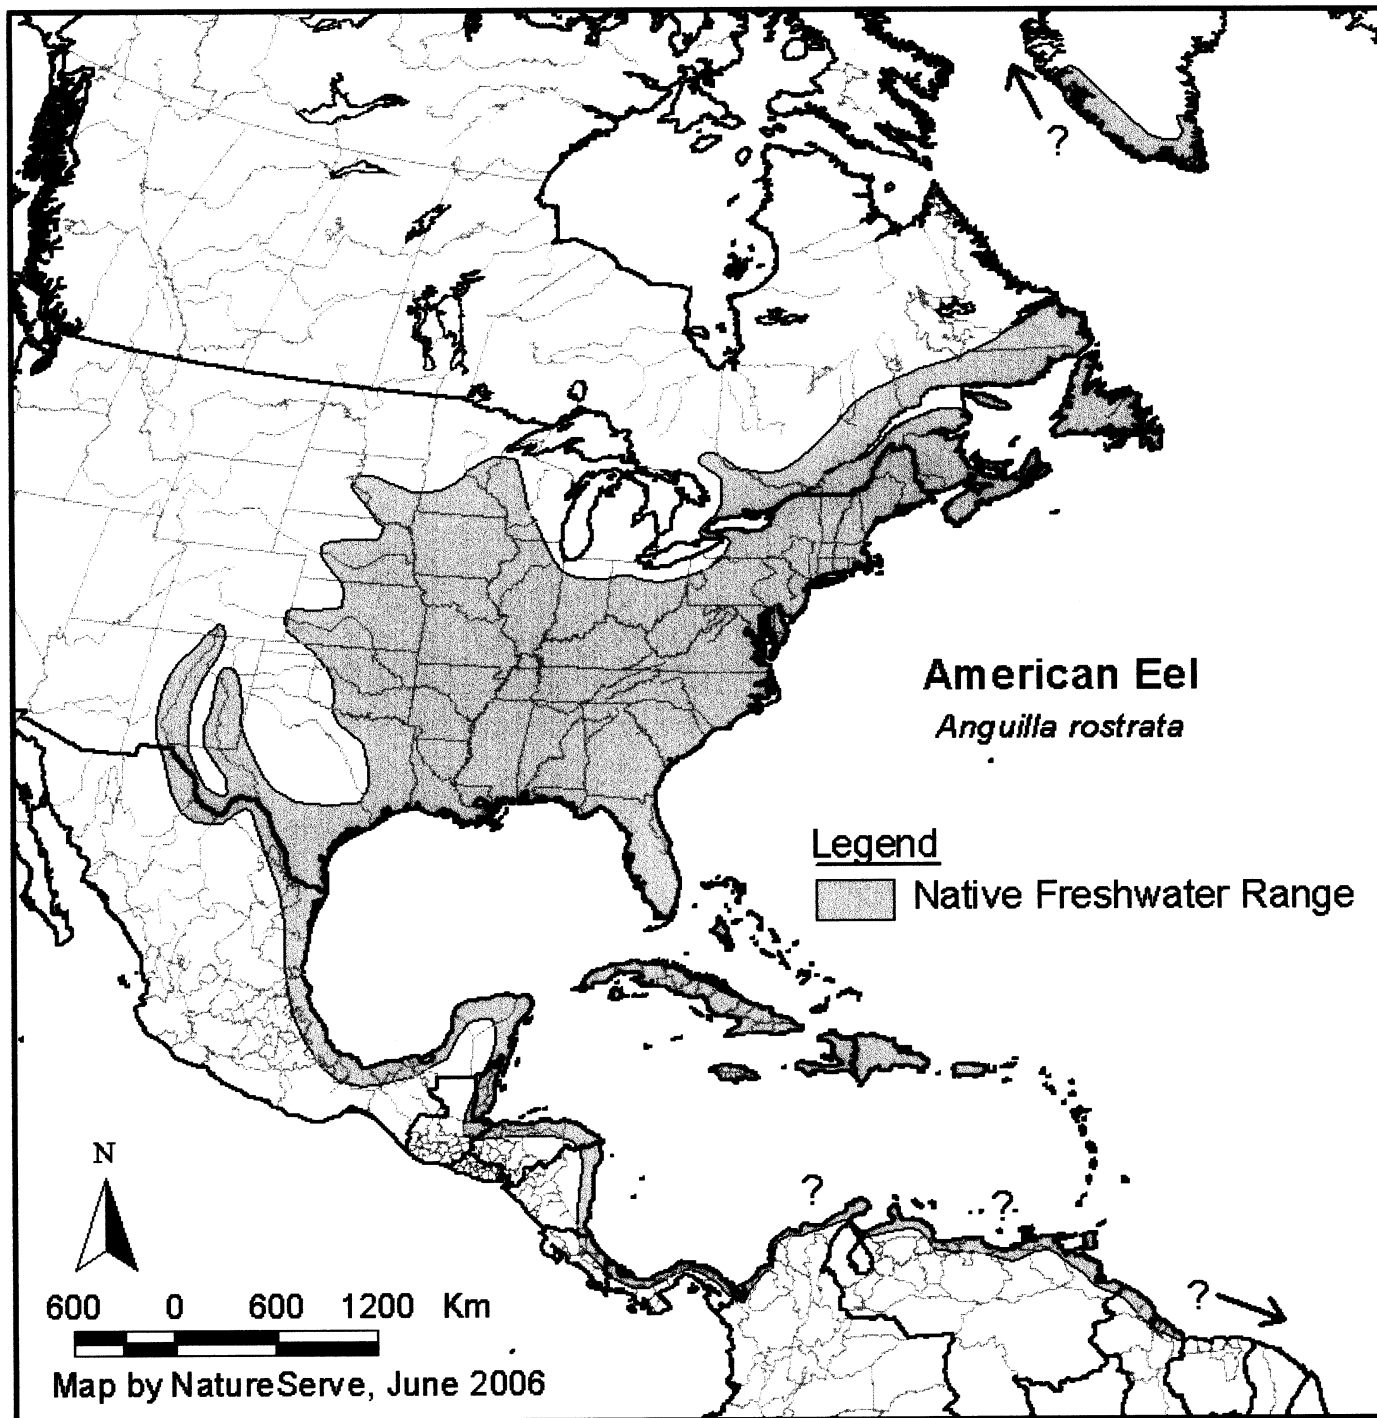 ?
American Eel
Anguilla rostrata
Legend
Native Freshwater Range
N
?
?
?
600 0 600 1200 Km
Map by NatureServe, June 2006